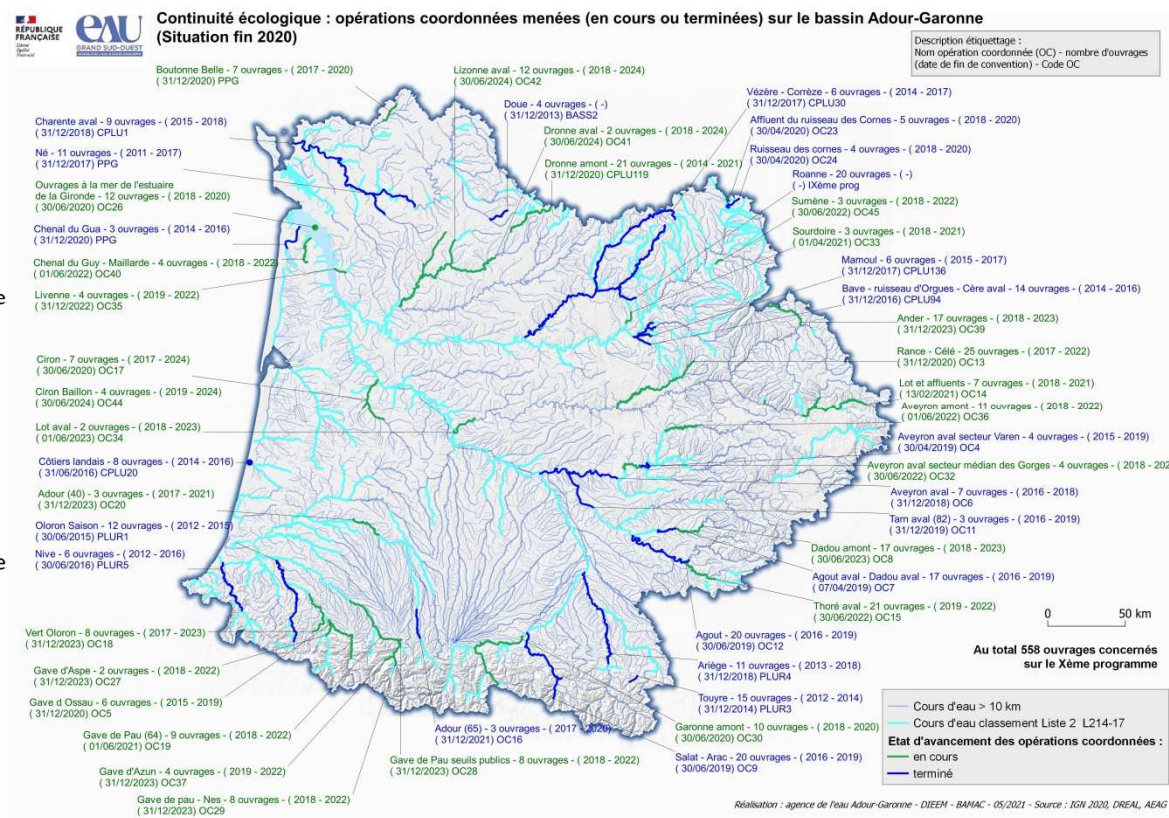 RÉPUBLIQUE
FRANÇAISE
Liberté
Égalité
Fraternité
eau
GRAND SUD-OUEST
Continuité écologique : opérations coordonnées menées (en cours ou terminées) sur le bassin Adour-Garonne
(Situation fin 2020)
Description étiquettage :
Nom opération coordonnée (OC) - nombre d'ouvrages
(date de fin de convention) - Code OC
Boutonne Belle - 7 ouvrages - ( 2017 - 2020)
( 31/12/2020) PPG
Lizonne aval - 12 ouvrages - ( 2018 - 2024)
( 30/06/2024) OC42
Doue - 4 ouvrages - ( -)
( 31/12/2013) BASS2
Dronne aval - 2 ouvrages - ( 2018 - 2024)
( 30/06/2024) OC41
Dronne amont - 21 ouvrages - ( 2014 - 2021)
( 31/12/2020) CPLU119
Vézère - Corrèze - 6 ouvrages - ( 2014 - 2017)
( 31/12/2017) CPLU30
Affluent du ruisseau des Cornes - 5 ouvrages - ( 2018 - 2020)
( 30/04/2020) OC23
Ruisseau des cornes - 4 ouvrages - ( 2018 - 2020)
( 30/04/2020) OC24
Roanne - 20 ouvrages - ( -)
( -) IXème prog
Sumène - 3 ouvrages - ( 2018 - 2022)
( 30/06/2022) OC45
Sourdoire - 3 ouvrages - ( 2018 - 2021)
( 01/04/2021) OC33
Mamoul - 6 ouvrages - ( 2015 - 2017)
( 31/12/2017) CPLU136
Bave - ruisseau d'Orgues - Cère aval - 14 ouvrages - ( 2014 - 2016)
( 31/12/2016) CPLU94
Ander - 17 ouvrages - ( 2018 - 2023)
( 31/12/2023) OC39
Rance - Célé - 25 ouvrages - ( 2017 - 2022)
( 31/12/2020) OC13
Lot et affluents - 7 ouvrages - ( 2018 - 2021)
( 13/02/2021) OC14
Aveyron amont - 11 ouvrages - ( 2018 - 2022)
( 01/06/2022) OC36
Aveyron aval secteur Varen - 4 ouvrages - ( 2015 - 2019)
( 30/04/2019) OC4
Aveyron aval secteur médian des Gorges - 4 ouvrages - ( 2018 - 202
( 30/06/2022) OC32
Aveyron aval - 7 ouvrages - ( 2016 - 2018)
( 31/12/2018) OC6
Tarn aval (82) - 3 ouvrages - ( 2016 - 2019)
( 31/12/2019) OC11
Dadou amont - 17 ouvrages - ( 2018 - 2023)
( 30/06/2023) OC8
Agout aval - Dadou aval - 17 ouvrages - ( 2016 - 2019)
( 07/04/2019) OC7
Thoré aval - 21 ouvrages - ( 2019 - 2022)
( 30/06/2022) OC15
Agout - 20 ouvrages - ( 2016 - 2019)
( 30/06/2019) OC12
Ariège - 11 ouvrages - ( 2013 - 2018)
( 31/12/2018) PLUR4
Touyre - 15 ouvrages - ( 2012 - 2014)
( 31/12/2014) PLUR3
Garonne amont - 10 ouvrages - ( 2018 - 2020)
( 30/06/2020) OC30
Salat - Arac - 20 ouvrages - ( 2016 - 2019)
( 30/06/2019) OC9
Charente aval - 9 ouvrages - ( 2015 - 2018)
( 31/12/2018) CPLU1
Né - 11 ouvrages - ( 2011 - 2017)
( 31/12/2017) PPG
Ouvrages à la mer de l'estuaire
de la Gironde - 12 ouvrages - ( 2018 - 2020)
( 30/06/2020) OC26
Chenal du Gua - 3 ouvrages - ( 2014 - 2016)
( 31/12/2020) PPG
Chenal du Guy - Maillarde - 4 ouvrages - ( 2018 - 2022)
( 01/06/2022) OC40
Livenne - 4 ouvrages - ( 2019 - 2022)
( 31/12/2022) OC35
Ciron - 7 ouvrages - ( 2017 - 2024)
( 30/06/2020) OC17
Ciron Baillon - 4 ouvrages - ( 2019 - 2024)
( 30/06/2024) OC44
Lot aval - 2 ouvrages - ( 2018 - 2023)
( 01/06/2023) OC34
Côtiers landais - 8 ouvrages - ( 2014 - 2016)
( 31/06/2016) CPLU20
Adour (40) - 3 ouvrages - ( 2017 - 2021)
( 31/12/2023) OC20
Oloron Saison - 12 ouvrages - ( 2012 - 2015)
( 30/06/2015) PLUR1
Nive - 6 ouvrages - ( 2012 - 2016)
( 30/06/2016) PLUR5
Vert Oloron - 8 ouvrages - ( 2017 - 2023)
( 31/12/2023) OC18
Gave d'Aspe - 2 ouvrages - ( 2018 - 2022)
( 31/12/2023) OC27
Gave d Ossau - 6 ouvrages - ( 2015 - 2019)
( 31/12/2020) OC5
Gave de Pau (64) - 9 ouvrages - ( 2018 - 2022)
( 01/06/2021) OC19
Gave d'Azun - 4 ouvrages - ( 2019 - 2022)
( 31/12/2023) OC37
Gave de pau - Nes - 8 ouvrages - ( 2018 - 2022)
( 31/12/2023) OC29
Adour (65) - 3 ouvrages - ( 2017 - 2020)
( 31/12/2021) OC16
Gave de Pau seuils publics - 8 ouvrages - ( 2018 - 2022)
( 31/12/2023) OC28
e
e
0 50 km
Au total 558 ouvrages concernés
sur le Xème programme
Cours d'eau > 10 km
Cours d'eau classement Liste 2 L214-17
Etat d'avancement des opérations coordonnées :
en cours
terminé
Réalisation : agence de l'eau Adour-Garonne - DIEEM - BAMAC - 05/2021 - Source : IGN 2020, DREAL, AEAG